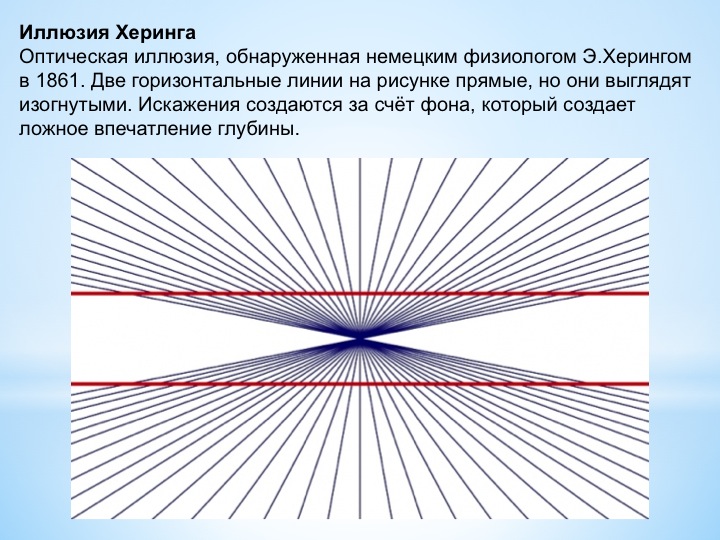 Иллюзия Херинга
Оптическая иллюзия, обнаруженная немецким физиологом Э.Херингом
в 1861. Две горизонтальные линии на рисунке прямые, но они выглядят
изогнутыми. Искажения создаются за счёт фона, который создает
ложное впечатление глубины.